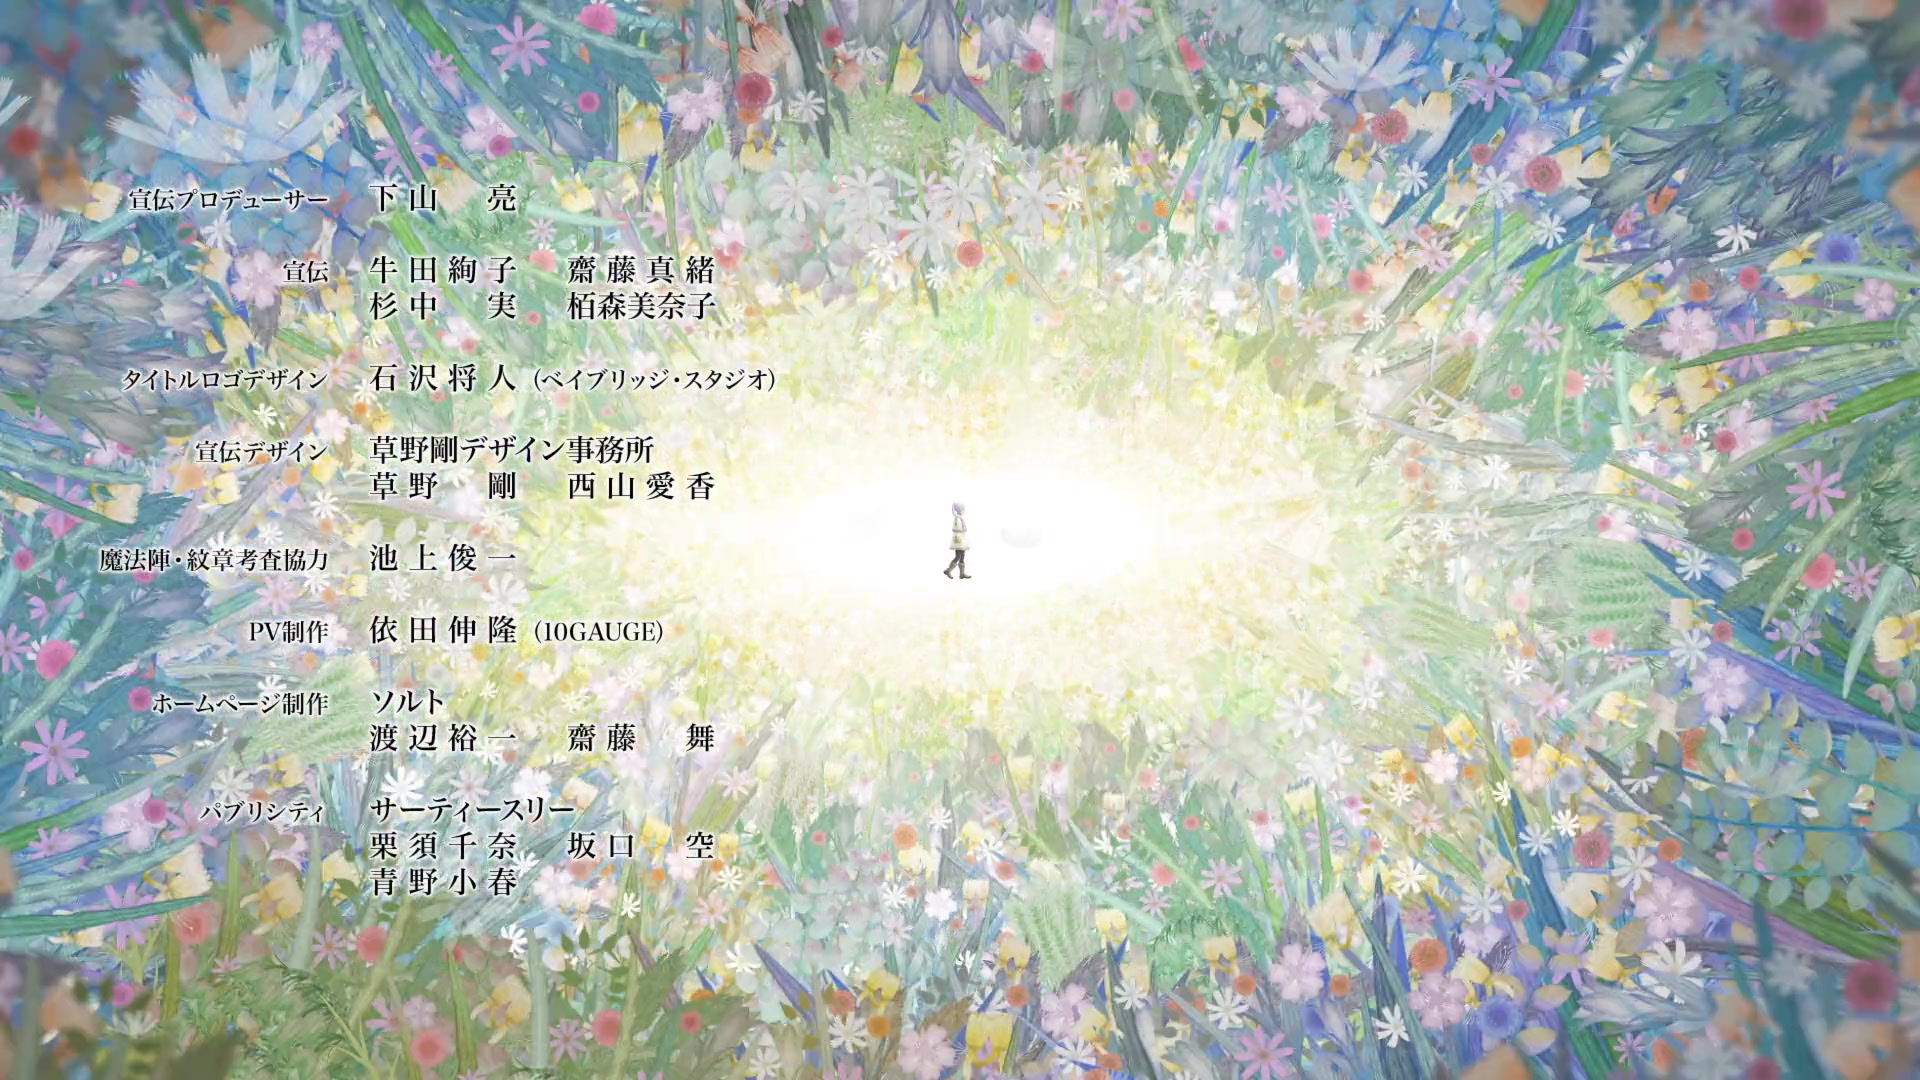 宣伝プロデューサー 下山 亮
宣伝 牛田絢子 齋藤真緒
杉中 実 栢森美奈子
タイトルロゴデザイン 石沢将人（ベイブリッジ・スタジオ）
宣伝デザイン 草野剛デザイン事務所
草野 剛 西山愛香
魔法陣・紋章考査協力 池上俊一
PV制作 依田伸隆（10GAUGE）
ホームページ制作 ソルト
渡辺裕一 齋藤 舞
パブリシティ サーティースリー
栗須千奈 坂口 空
青野小春